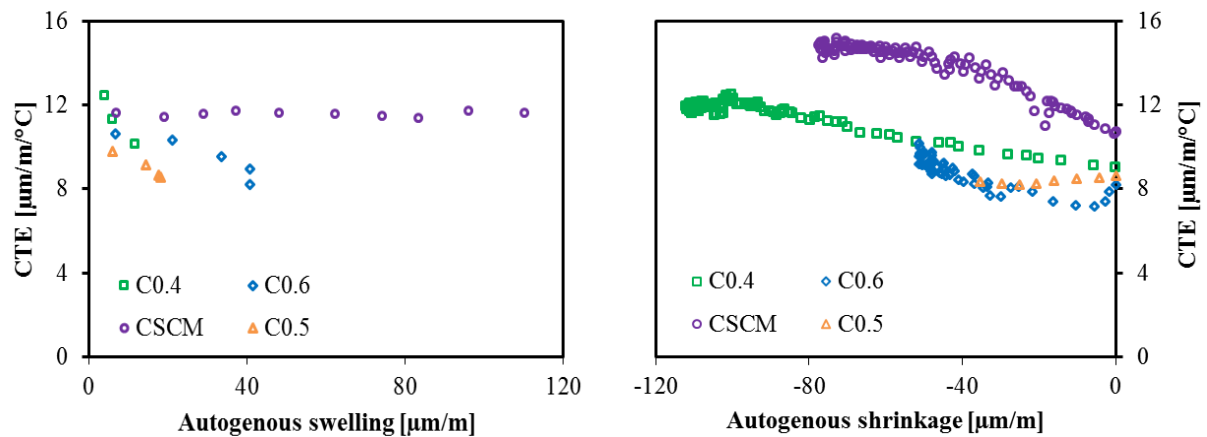 16
12
8
4
0
CTE [µm/m/°C]
C0.4
C0.6
CSCM
C0.5
0
40
80
120
Autogenous swelling [µm/m]
16
12
8
4
0
CTE [µm/m/°C]
C0.4
C0.6
CSCM
C0.5
-120
-80
-40
0
Autogenous shrinkage [µm/m]